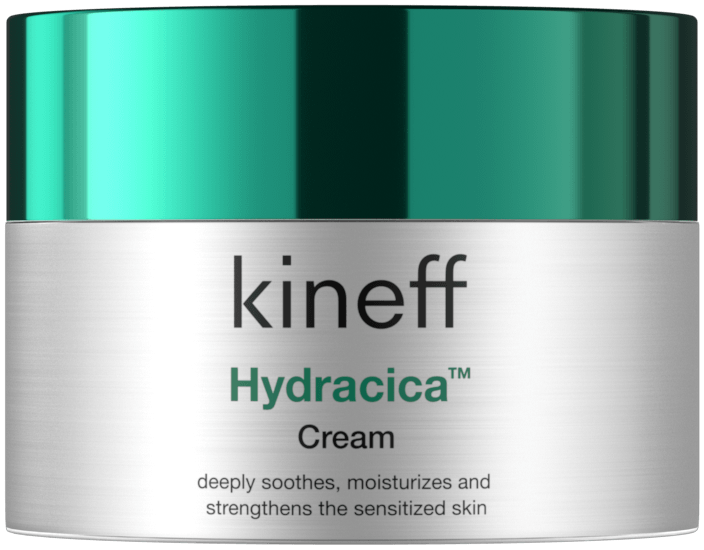 kineff
Hydracica™
Cream
deeply soothes, moisturizes and
strengthens the sensitized skin